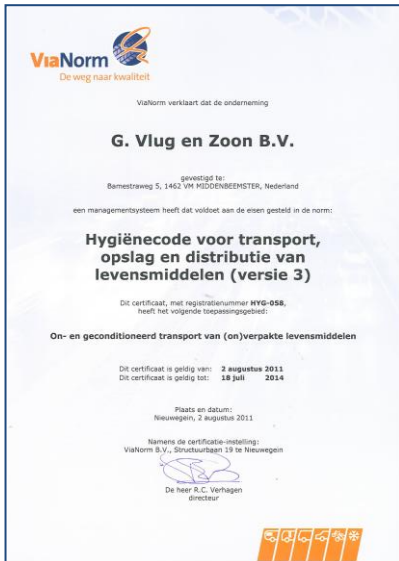 ViaNorm
De weg naar kwaliteit
ViaNorm verklaart dat de onderneming
G. Vlug en Zoon B.V.
gevestigd te:
Bamestraweg 5, 1462 VM MIDDENBEEMSTER, Nederland
een managementsysteem heeft dat voldoet aan de eisen gesteld in de norm:
Hygiënecode voor transport,
opslag en distributie van
levensmiddelen (versie 3)
Dit certificaat, met registratienummer HYG-058,
heeft het volgende toepassingsgebied:
On- en geconditioneerd transport van (on)verpakte levensmiddelen
Dit certificaat is geldig van: 2 augustus 2011
Dit certificaat is geldig tot: 18 juli 2014
Plaats en datum:
Nieuwegein, 2 augustus 2011
Namens de certificatie-instelling:
ViaNorm B.V., Structuurbaan 19 te Nieuwegein
De heer R.C. Verhagen
directeur